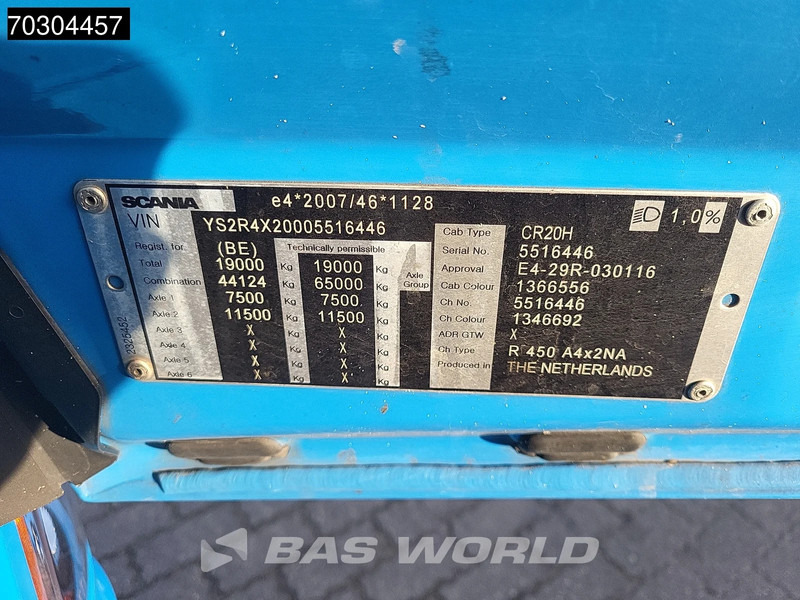 70304457
SCANIA e4*2007/46*1128 1,0%
VIN YS2R4X20005516446
Regist. for (BE) Technically permissible
Total 19000 Kg 19000 Kg Axle Group
Combination 44124 Kg 65000 Kg
Axle 1 7500 Kg 7500 Kg
Axle 2 11500 Kg 11500 Kg
Axle 3 X Kg X Kg
Axle 4 X Kg X Kg
Axle 5 X Kg X Kg
Axle 6 X Kg X Kg
Cab Type CR20H
Serial No. 5516446
Approval E4-29R-030116
Cab Colour 1366556
Ch No. 5516446
Ch Colour 1346692
ADR GTW X
Ch Type R 450 A4x2NA
Produced in THE NETHERLANDS
2325452
BAS WORLD